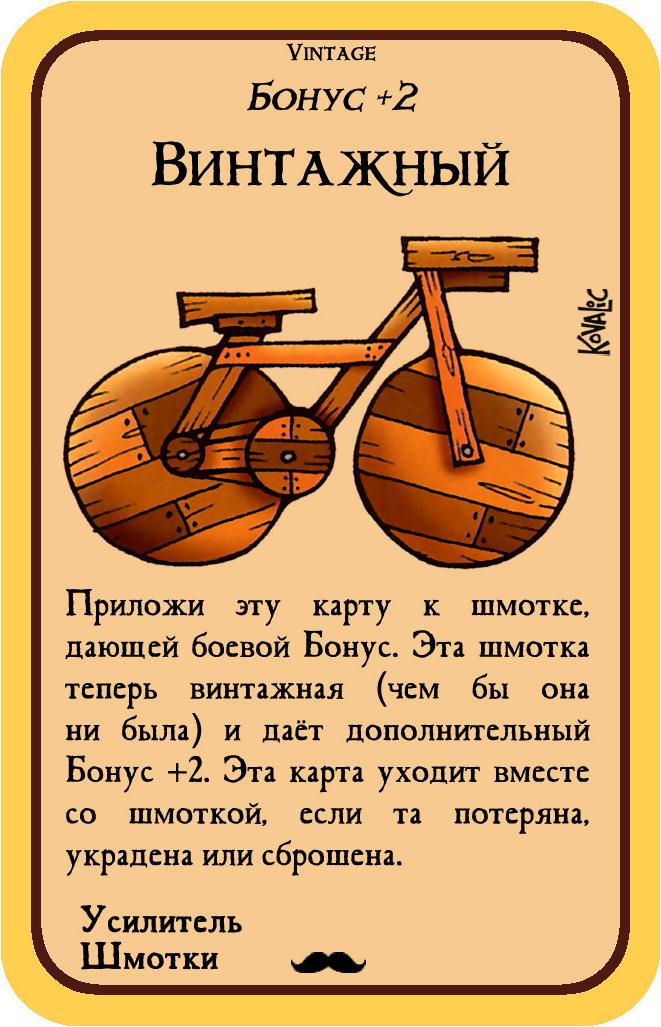 Vintage
Бонус +2
Винтажный
Kovalic
Приложи эту карту к шмотке,
дающей боевой Бонус. Эта шмотка
теперь винтажная (чем бы она
ни была) и даёт дополнительный
Бонус +2. Эта карта уходит вместе
со шмоткой, если та потеряна,
украдена или сброшена.
Усилитель
Шмотки